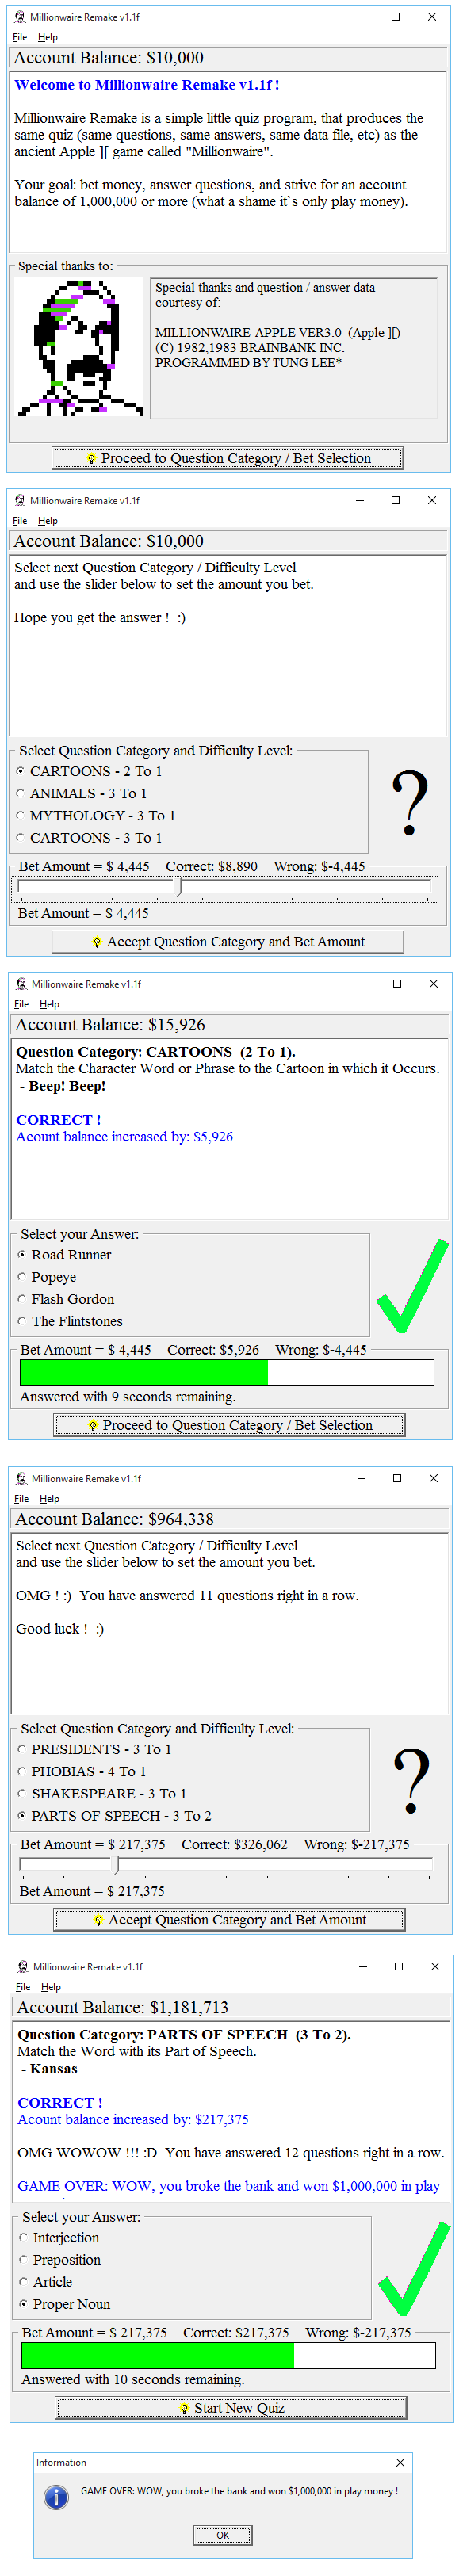 Millionwaire Remake v1.1f
File Help
Account Balance: $10,000
Welcome to Millionwaire Remake v1.1f !
Millionwaire Remake is a simple little quiz program, that produces the
same quiz (same questions, same answers, same data file, etc) as the
ancient Apple ][ game called "Millionwaire".
Your goal: bet money, answer questions, and strive for an account
balance of 1,000,000 or more (what a shame it`s only play money).
Special thanks to:
Special thanks and question / answer data
courtesy of:
MILLIONWAIRE-APPLE VER3.0 (Apple ][)
(C) 1982,1983 BRAINBANK INC.
PROGRAMMED BY TUNG LEE*
Proceed to Question Category / Bet Selection
Millionwaire Remake v1.1f
File Help
Account Balance: $10,000
Select next Question Category / Difficulty Level
and use the slider below to set the amount you bet.
Hope you get the answer ! :)
Select Question Category and Difficulty Level:
CARTOONS - 2 To 1
ANIMALS - 3 To 1
MYTHOLOGY - 3 To 1
CARTOONS - 3 To 1
?
Bet Amount = $ 4,445 Correct: $8,890 Wrong: $-4,445
Bet Amount = $ 4,445
Accept Question Category and Bet Amount
Millionwaire Remake v1.1f
File Help
Account Balance: $15,926
Question Category: CARTOONS (2 To 1).
Match the Character Word or Phrase to the Cartoon in which it Occurs.
- Beep! Beep!
CORRECT !
Acount balance increased by: $5,926
Select your Answer:
Road Runner
Popeye
Flash Gordon
The Flintstones
Bet Amount = $ 4,445 Correct: $5,926 Wrong: $-4,445
Answered with 9 seconds remaining.
Proceed to Question Category / Bet Selection
Millionwaire Remake v1.1f
File Help
Account Balance: $964,338
Select next Question Category / Difficulty Level
and use the slider below to set the amount you bet.
OMG ! :) You have answered 11 questions right in a row.
Good luck ! :)
Select Question Category and Difficulty Level:
PRESIDENTS - 3 To 1
PHOBIAS - 4 To 1
SHAKESPEARE - 3 To 1
PARTS OF SPEECH - 3 To 2
?
Bet Amount = $ 217,375 Correct: $326,062 Wrong: $-217,375
Bet Amount = $ 217,375
Accept Question Category and Bet Amount
Millionwaire Remake v1.1f
File Help
Account Balance: $1,181,713
Question Category: PARTS OF SPEECH (3 To 2).
Match the Word with its Part of Speech.
- Kansas
CORRECT !
Acount balance increased by: $217,375
OMG WOWOW !!! :D You have answered 12 questions right in a row.
GAME OVER: WOW, you broke the bank and won $1,000,000 in play
Select your Answer:
Interjection
Preposition
Article
Proper Noun
Bet Amount = $ 217,375 Correct: $217,375 Wrong: $-217,375
Answered with 10 seconds remaining.
Start New Quiz
Information
GAME OVER: WOW, you broke the bank and won $1,000,000 in play money !
OK